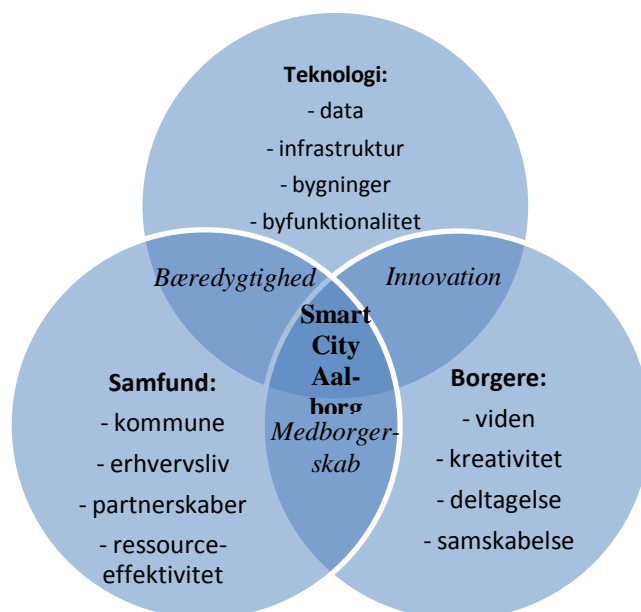 Teknologi:
- data
- infrastruktur
- bygninger
- byfunktionalitet
Bæredygtighed
Innovation
Smart
City
Aal-
borg
Medborger-
skab
Samfund:
- kommune
- erhvervsliv
- partnerskaber
- ressource-
effektivitet
Borgere:
- viden
- kreativitet
- deltagelse
- samskabelse